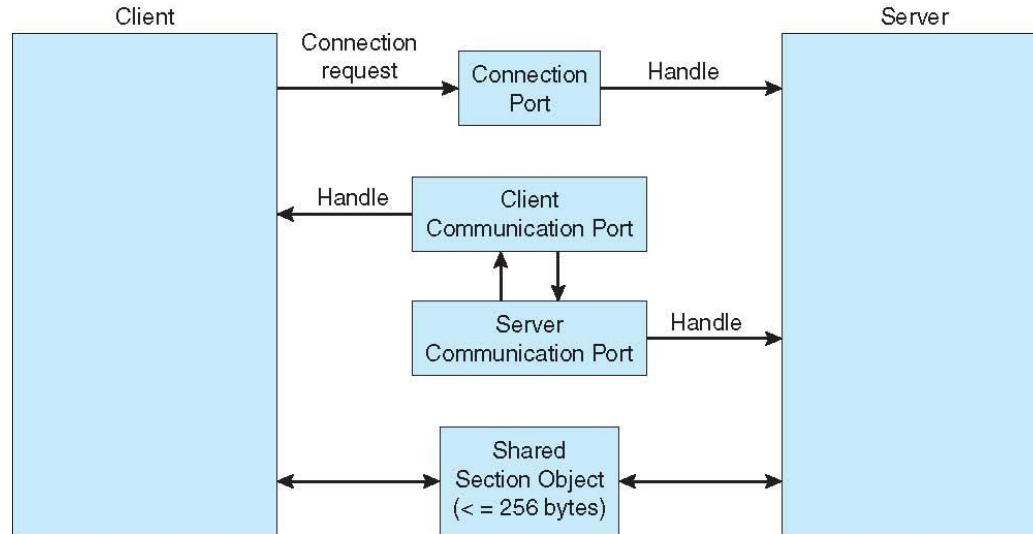 Client
Server
Connection
request
Connection
Port
Handle
Handle
Client
Communication Port
Server
Communication Port
Handle
Shared
Section Object
(< = 256 bytes)